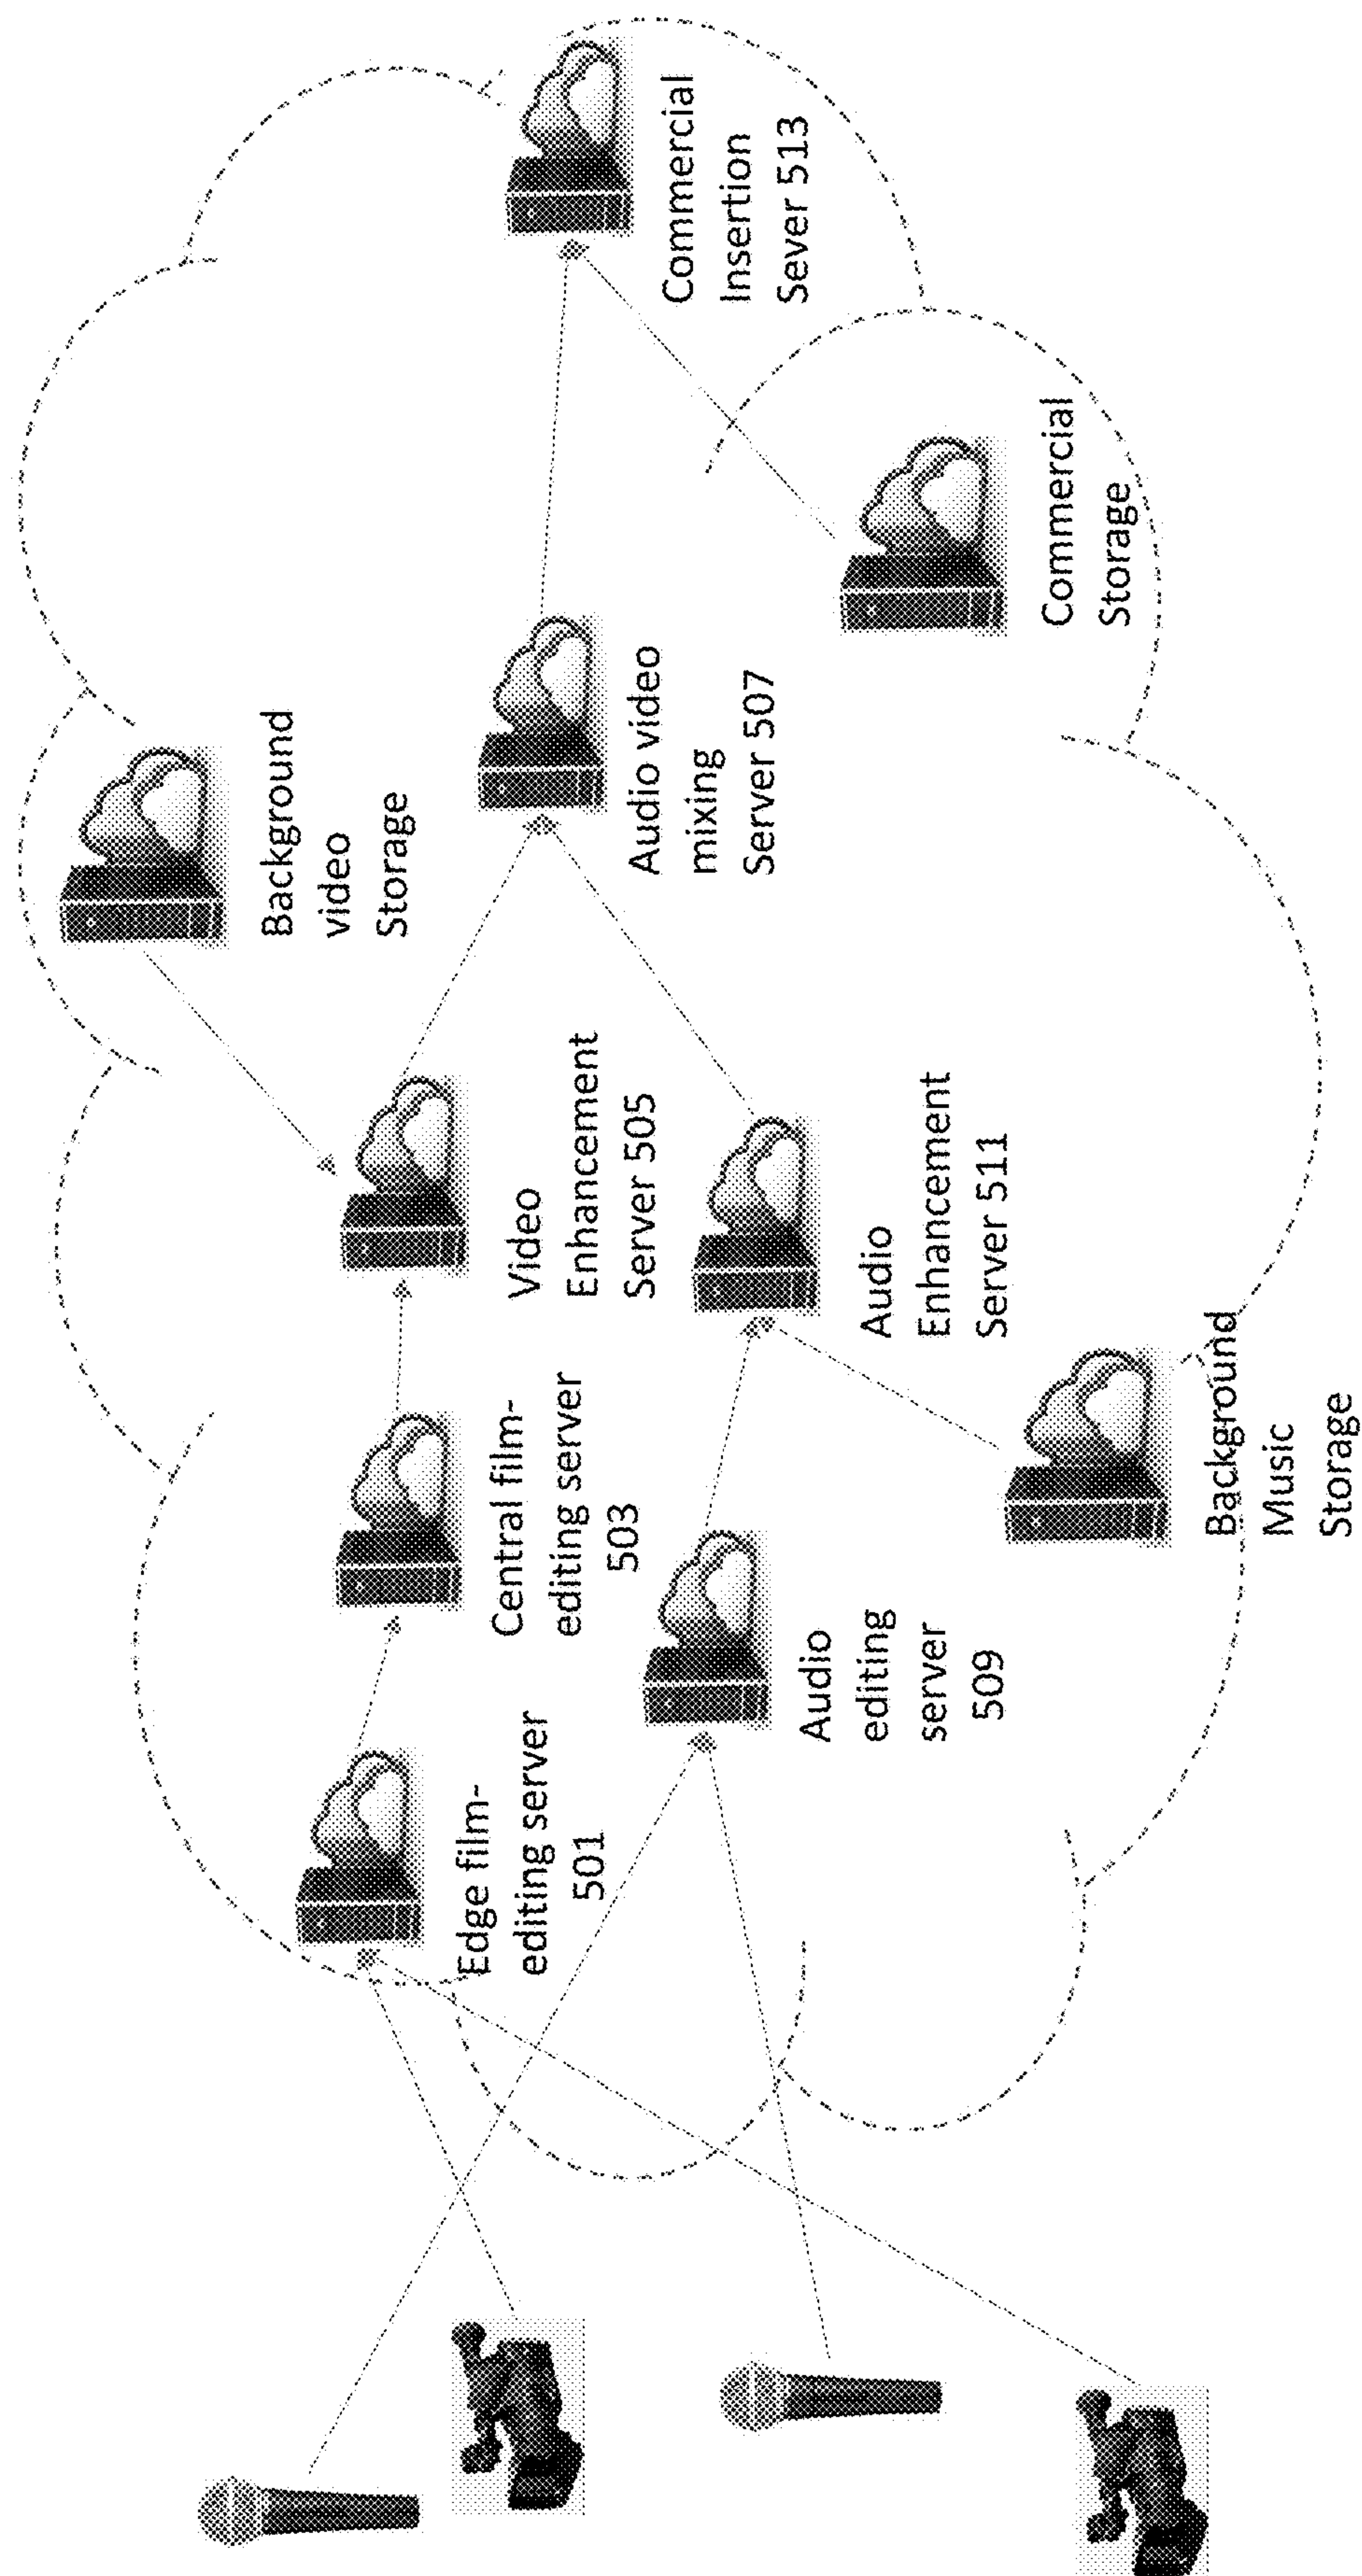 Edge film-
editing server
501
Central film-
editing server
503
Video
Enhancement
Server 505
Background
video
Storage
Audio video
mixing
Server 507
Commercial
Insertion
Sever 513
Audio
editing
server
509
Audio
Enhancement
Server 511
Background
Music
Storage
Commercial
Storage